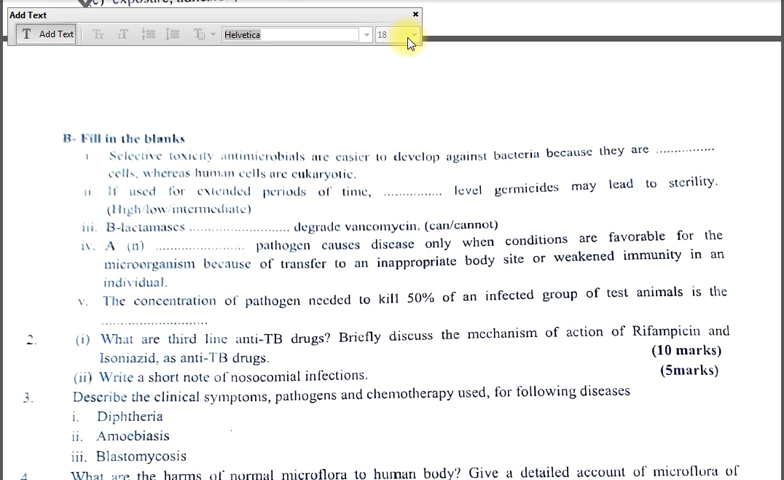 Add Text
T Add Text Helvetica 18
B- Fill in the blanks
i. Selective toxicity antimicrobials are easier to develop against bacteria because they are ...............
cells, whereas human cells are eukaryotic.
ii. If used for extended periods of time, ............... level germicides may lead to sterility.
(High/low/intermediate)
iii. B-lactamases .......................... degrade vancomycin. (can/cannot)
iv. A (n) ....................... pathogen causes disease only when conditions are favorable for the
microorganism because of transfer to an inappropriate body site or weakened immunity in an
individual.
v. The concentration of pathogen needed to kill 50% of an infected group of test animals is the
...........................
2. (i) What are third line anti-TB drugs? Briefly discuss the mechanism of action of Rifampicin and
Isoniazid, as anti-TB drugs. (10 marks)
(ii) Write a short note of nosocomial infections. (5marks)
3. Describe the clinical symptoms, pathogens and chemotherapy used, for following diseases
i. Diphtheria
ii. Amoebiasis
iii. Blastomycosis
4. What are the harms of normal microflora to human body? Give a detailed account of microflora of